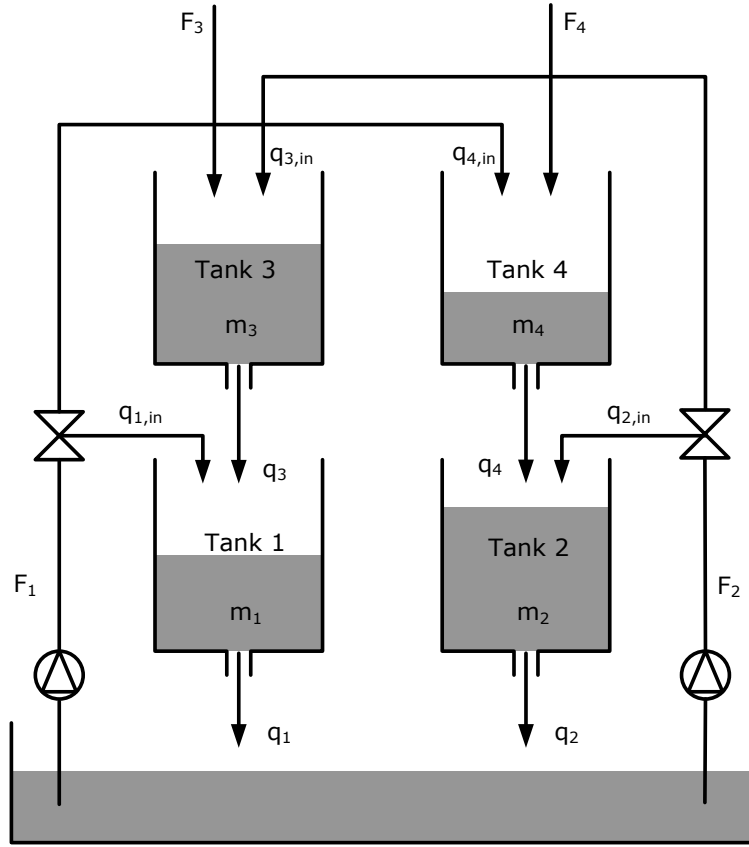 F₃
F₄
q₃,in
q₄,in
Tank 3
Tank 4
m₃
m₄
q₁,in
q₂,in
q₃
q₄
Tank 1
Tank 2
F₁
F₂
m₁
m₂
q₁
q₂